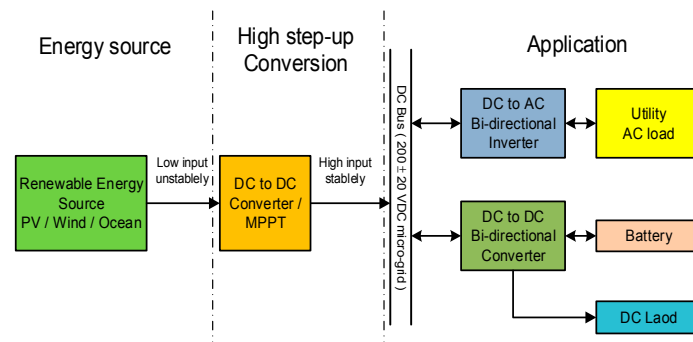 Energy source
High step-up
Conversion
Application
Renewable Energy
Source
PV / Wind / Ocean
Low input
unstablely
DC to DC
Converter /
MPPT
High input
stablely
DC Bus ( 200 ± 20 VDC micro-grid )
DC to AC
Bi-directional
Inverter
Utility
AC load
DC to DC
Bi-directional
Converter
Battery
DC Laod